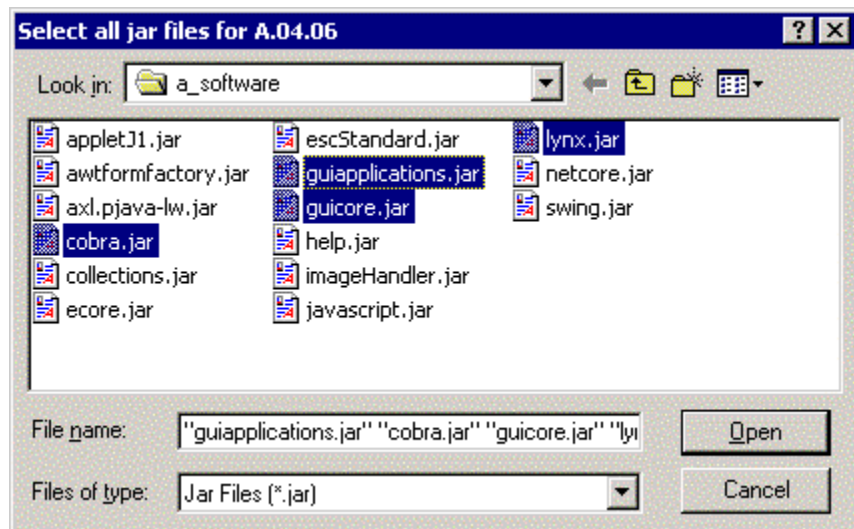 Select all jar files for A.04.06
Look in: a_software
appletJ1.jar
awtformfactory.jar
axl.pjava-lw.jar
cobra.jar
collections.jar
ecore.jar
escStandard.jar
guiapplications.jar
guicore.jar
help.jar
imageHandler.jar
javascript.jar
lynx.jar
netcore.jar
swing.jar
File name: "guiapplications.jar" "cobra.jar" "guicore.jar" "ly
Open
Files of type: Jar Files (*.jar)
Cancel